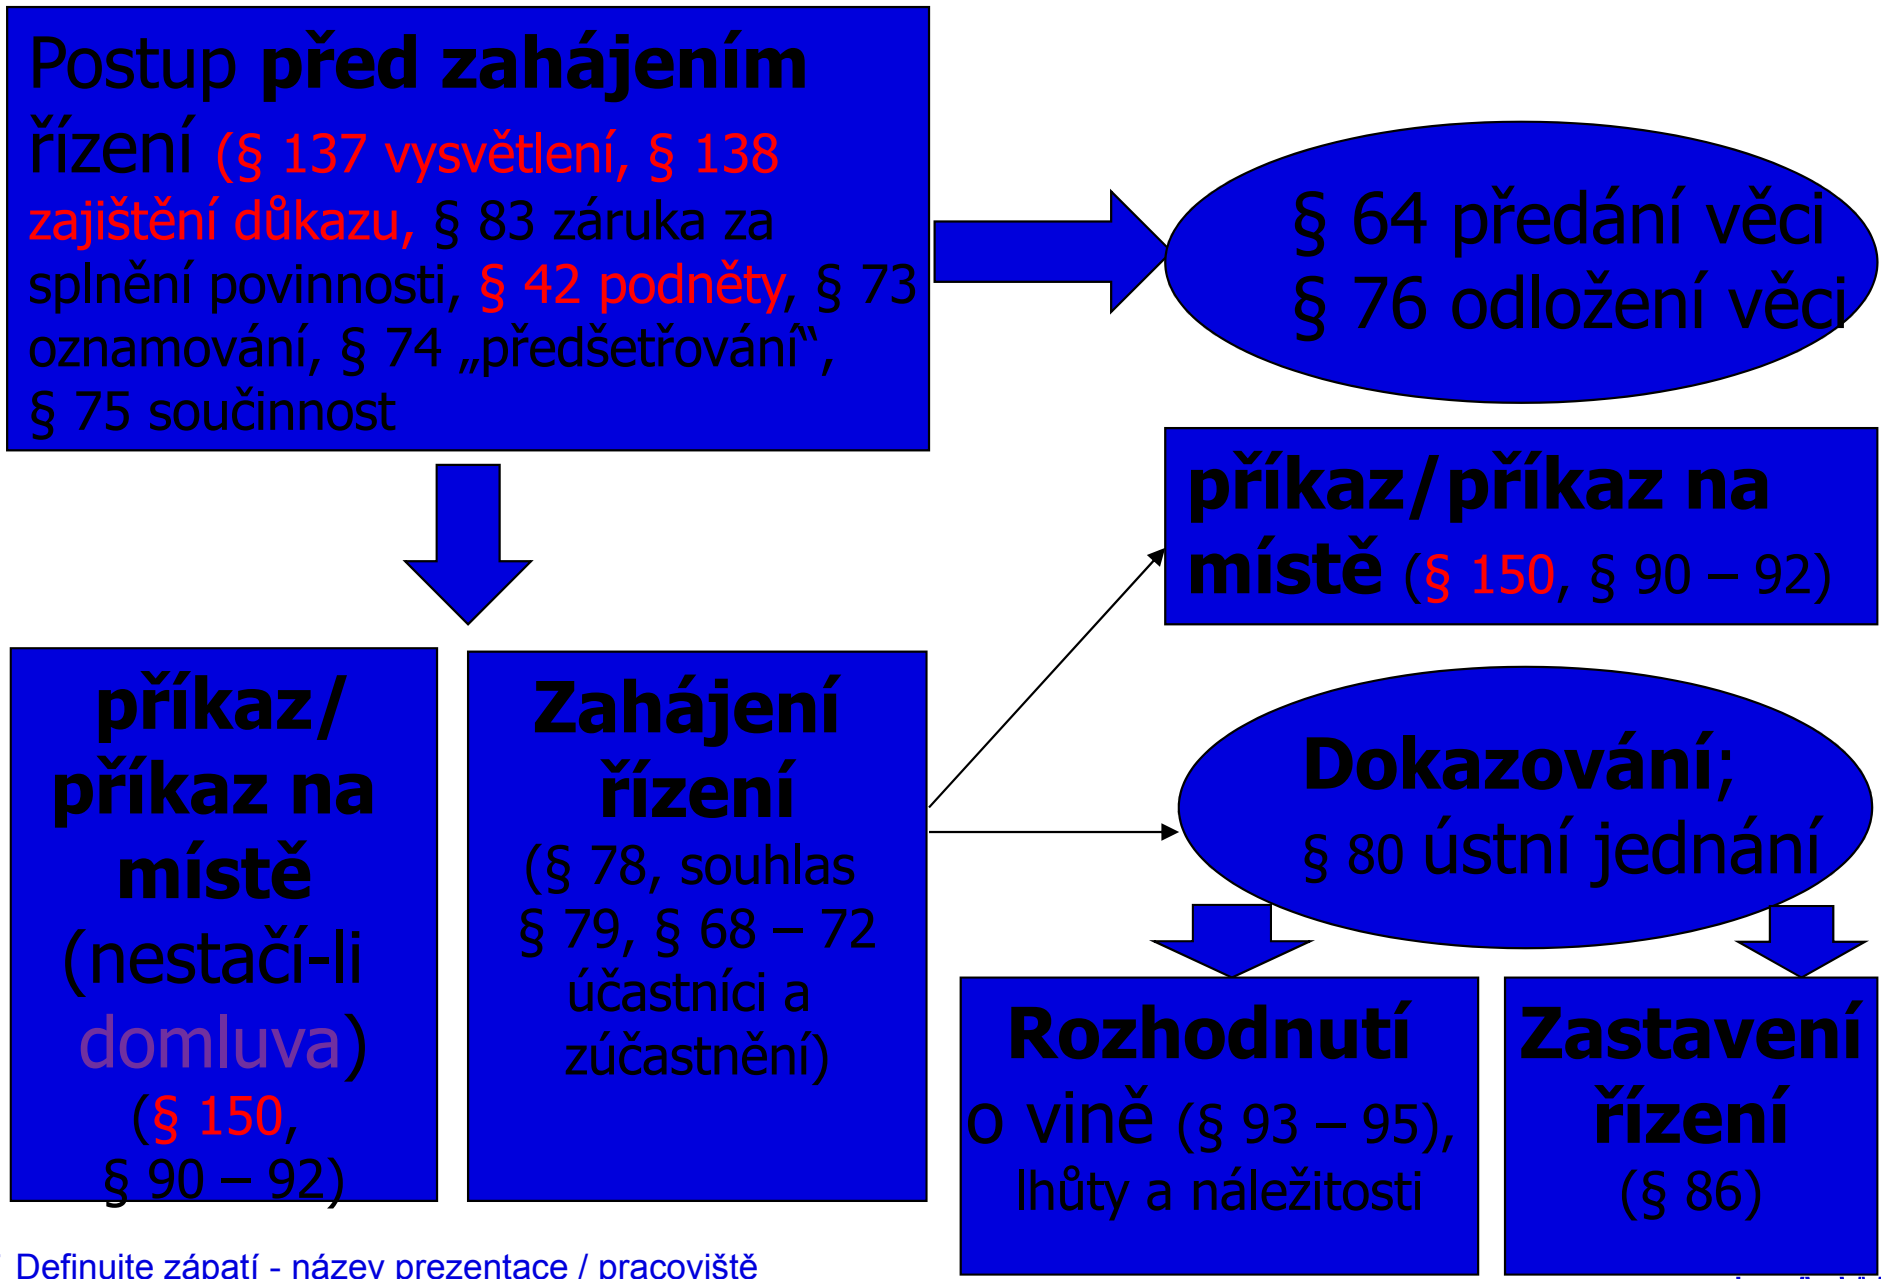 Postup před zahájením
řízení (§ 137 vysvětlení, § 138
zajištění důkazu, § 83 záruka za
splnění povinnosti, § 42 podněty, § 73
oznamování, § 74 „předšetřování“,
§ 75 součinnost
§ 64 předání věci
§ 76 odložení věci
příkaz/příkaz na
místě (§ 150, § 90 – 92)
příkaz/
příkaz na
místě
(nestačí-li
domluva)
(§ 150,
§ 90 – 92)
Zahájení
řízení
(§ 78, souhlas
§ 79, § 68 – 72
účastníci a
zúčastnění)
Dokazování;
§ 80 ústní jednání
Rozhodnutí
o vině (§ 93 – 95),
lhůty a náležitosti
Zastavení
řízení
(§ 86)
Definujte zápatí - název prezentace / pracoviště